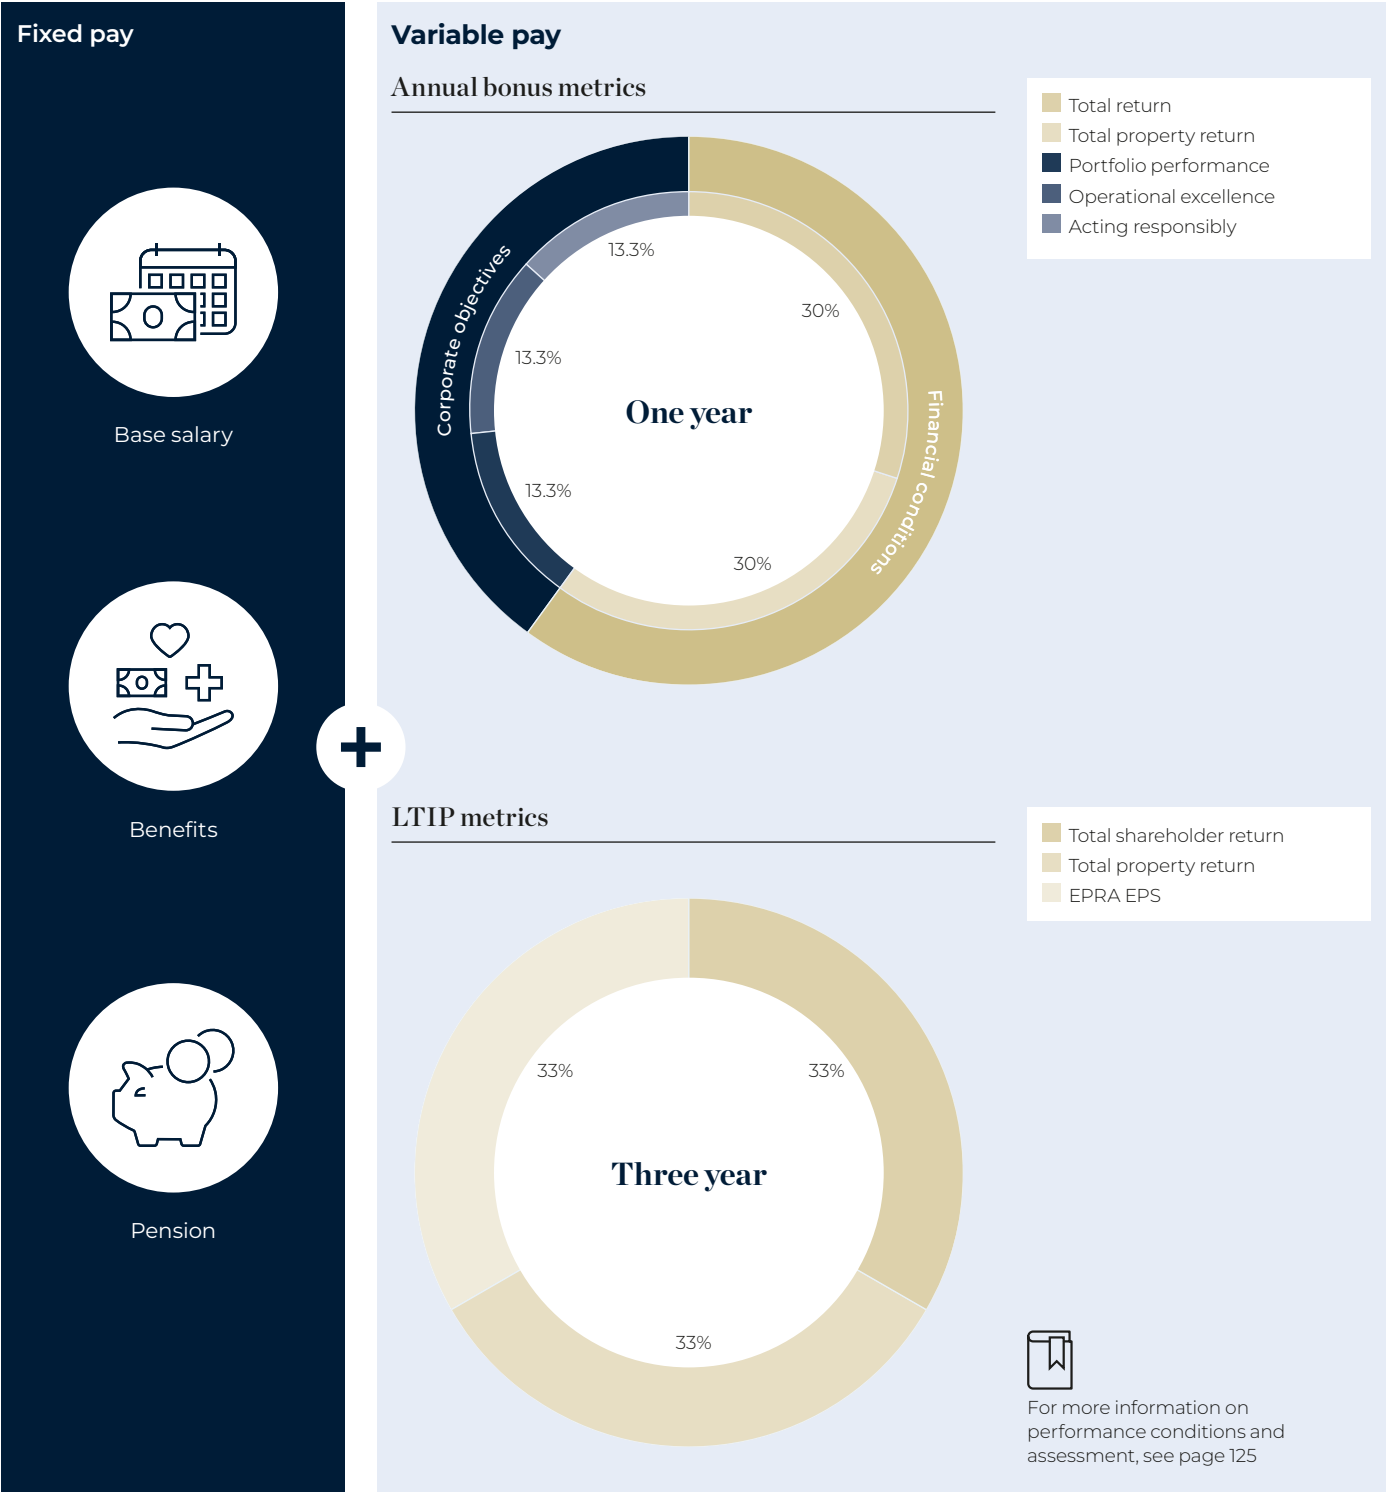 Fixed pay
Base salary
Benefits
Pension
Variable pay
Annual bonus metrics
Total return
Total property return
Portfolio performance
Operational excellence
Acting responsibly
Corporate objectives
Financial conditions
13.3%
30%
13.3%
One year
13.3%
30%
LTIP metrics
Total shareholder return
Total property return
EPRA EPS
33%
33%
Three year
33%
For more information on
performance conditions and
assessment, see page 125